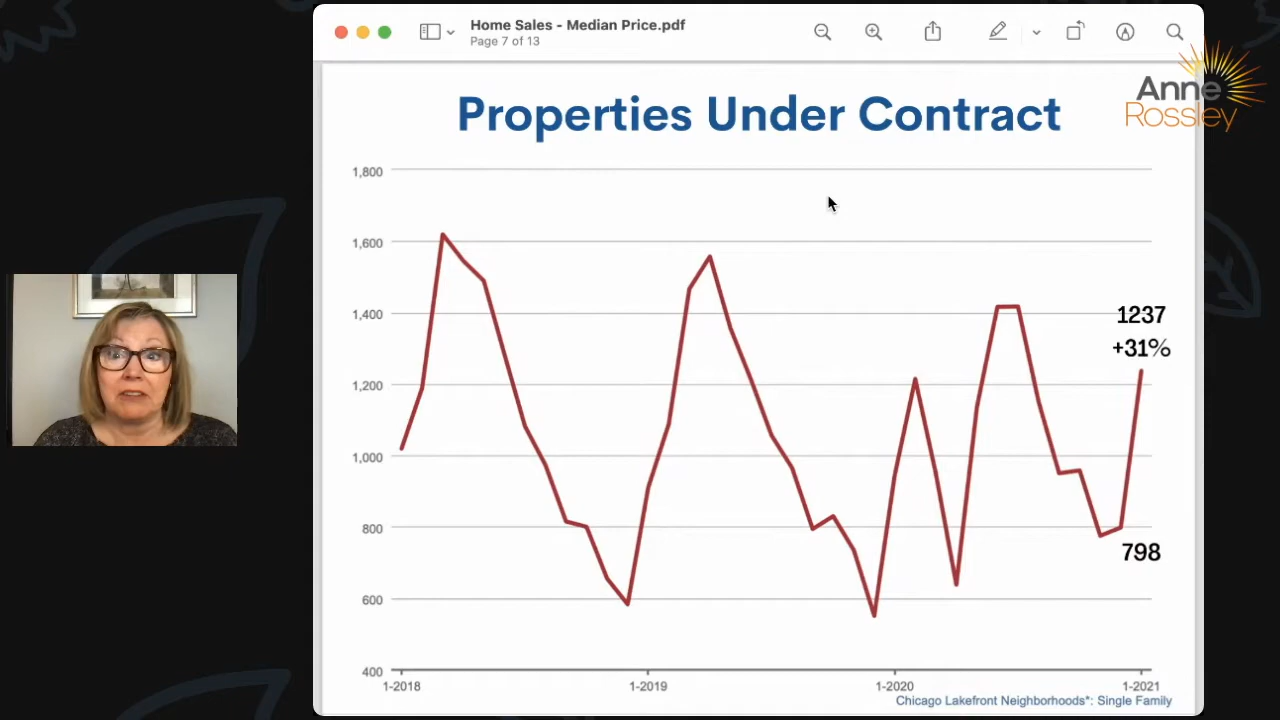 Home Sales - Median Price.pdf
Page 7 of 13
Anne
Rossley
Properties Under Contract
1,800
1,600
1,400
1,200
1,000
800
600
400
1237
+31%
798
1-2018
1-2019
1-2020
1-2021
Chicago Lakefront Neighborhoods*: Single Family